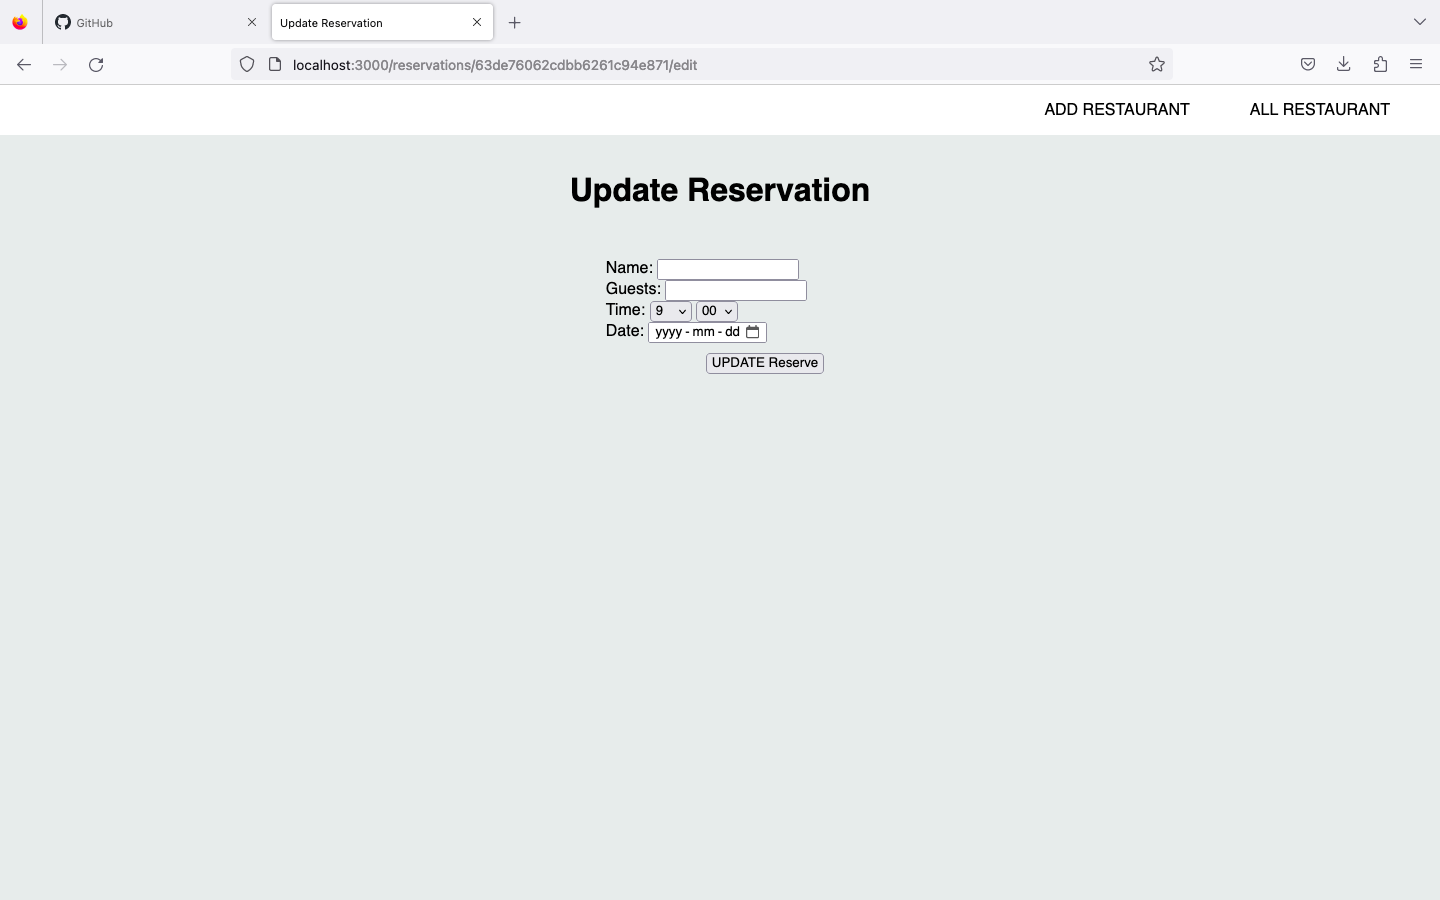 GitHub
Update Reservation
localhost:3000/reservations/63de76062cdbb6261c94e871/edit
ADD RESTAURANT ALL RESTAURANT
Update Reservation
Name:
Guests:
Time: 9 00
Date: yyyy - mm - dd
UPDATE Reserve